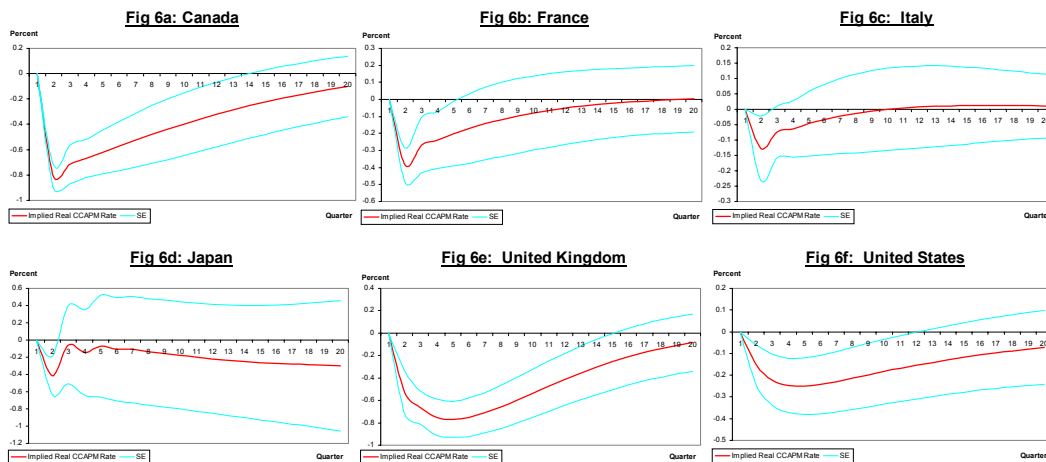 Fig 6a: Canada
Percent
0.2
0
-0.2
-0.4
-0.6
-0.8
-1
1 2 3 4 5 6 7 8 9 10 11 12 13 14 15 16 17 18 19 20
Implied Real CCAPM Rate SE
Quarter
Fig 6b: France
Percent
0.4
0.3
0.2
0.1
0
-0.1
-0.2
-0.3
-0.4
-0.5
-0.6
1 2 3 4 5 6 7 8 9 10 11 12 13 14 15 16 17 18 19 20
Implied Real CCAPM Rate SE
Quarter
Fig 6c: Italy
Percent
0.2
0.15
0.1
0.05
0
-0.05
-0.1
-0.15
-0.2
-0.25
-0.3
1 2 3 4 5 6 7 8 9 10 11 12 13 14 15 16 17 18 19 20
Implied Real CCAPM Rate SE
Quarter
Fig 6d: Japan
Percent
0.6
0.4
0.2
0
-0.2
-0.4
-0.6
-0.8
-1
-1.2
1 2 3 4 5 6 7 8 9 10 11 12 13 14 15 16 17 18 19 20
Implied Real CCAPM Rate SE
Quarter
Fig 6e: United Kingdom
Percent
0.4
0.2
0
-0.2
-0.4
-0.6
-0.8
-1
1 2 3 4 5 6 7 8 9 10 11 12 13 14 15 16 17 18 19 20
Implied Real CCAPM Rate SE
Quarter
Fig 6f: United States
Percent
0.2
0.1
0
-0.1
-0.2
-0.3
-0.4
-0.5
1 2 3 4 5 6 7 8 9 10 11 12 13 14 15 16 17 18 19 20
Implied Real CCAPM Rate SE
Quarter